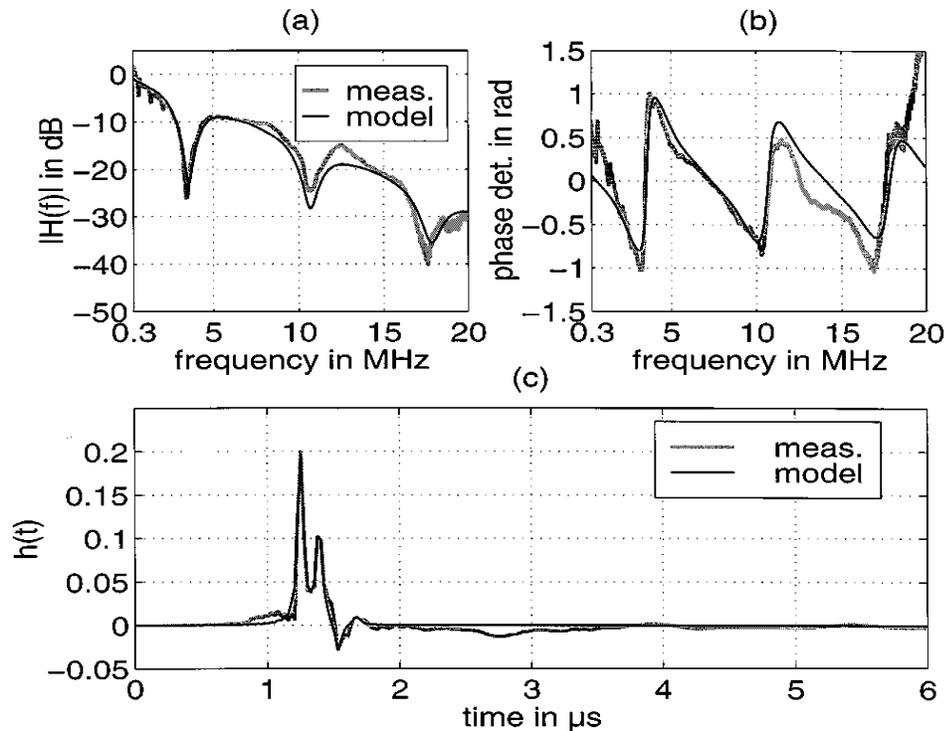 (a)
|H(f)| in dB
0
−10
−20
−30
−40
−50
meas.
model
0.3 5 10 15 20
frequency in MHz
(b)
phase det. in rad
1.5
1
0.5
0
−0.5
−1
−1.5
0.3 5 10 15 20
frequency in MHz
(c)
h(t)
0.2
0.15
0.1
0.05
0
−0.05
meas.
model
0 1 2 3 4 5 6
time in μs